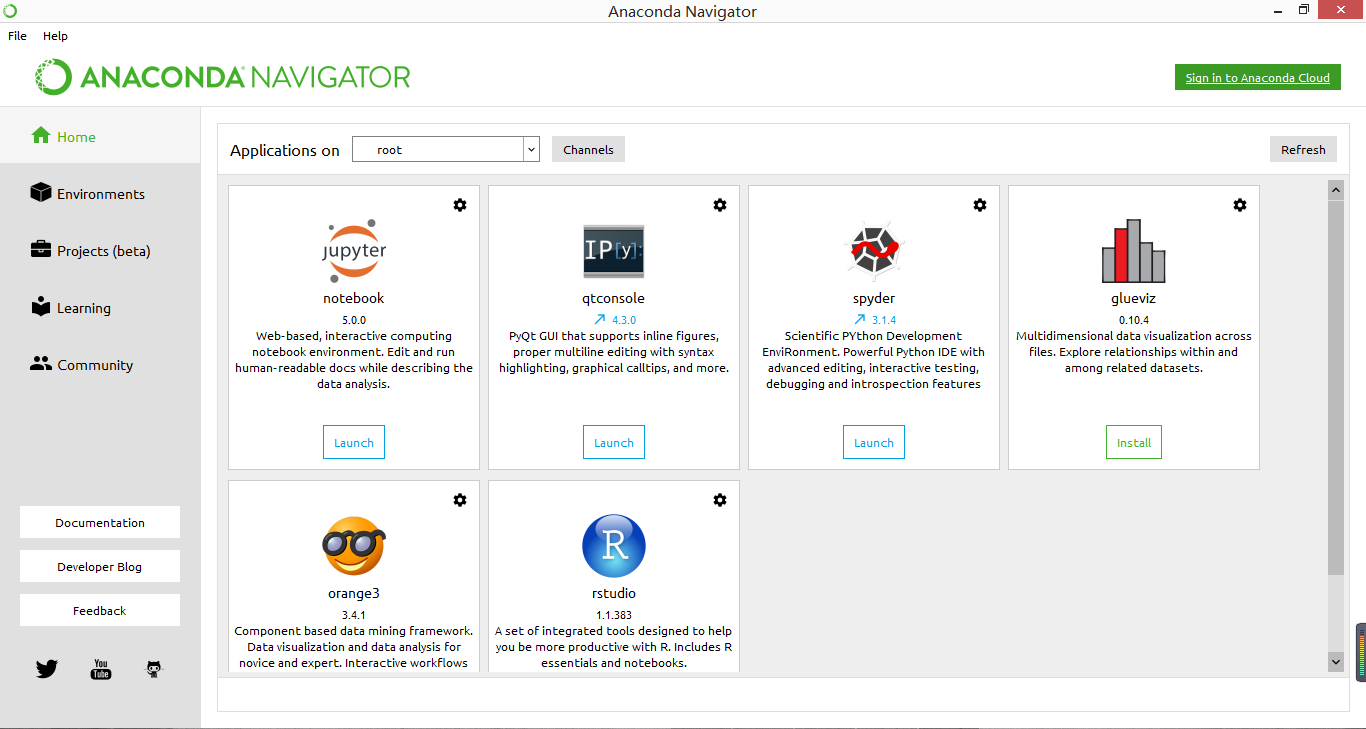 Anaconda Navigator
File Help
ANACONDA NAVIGATOR
Sign in to Anaconda Cloud
Home
Environments
Projects (beta)
Learning
Community
Documentation
Developer Blog
Feedback
You
Tube
Applications on root Channels Refresh
jupyter
notebook
5.0.0
Web-based, interactive computing
notebook environment. Edit and run
human-readable docs while describing the
data analysis.
Launch
IP[y]:
qtconsole
4.3.0
PyQt GUI that supports inline figures,
proper multiline editing with syntax
highlighting, graphical calltips, and more.
Launch
spyder
3.1.4
Scientific PYthon Development
EnviRonment. Powerful Python IDE with
advanced editing, interactive testing,
debugging and introspection features
Launch
glueviz
0.10.4
Multidimensional data visualization across
files. Explore relationships within and
among related datasets.
Install
orange3
3.4.1
Component based data mining framework.
Data visualization and data analysis for
novice and expert. Interactive workflows
R
rstudio
1.1.383
A set of integrated tools designed to help
you be more productive with R. Includes R
essentials and notebooks.